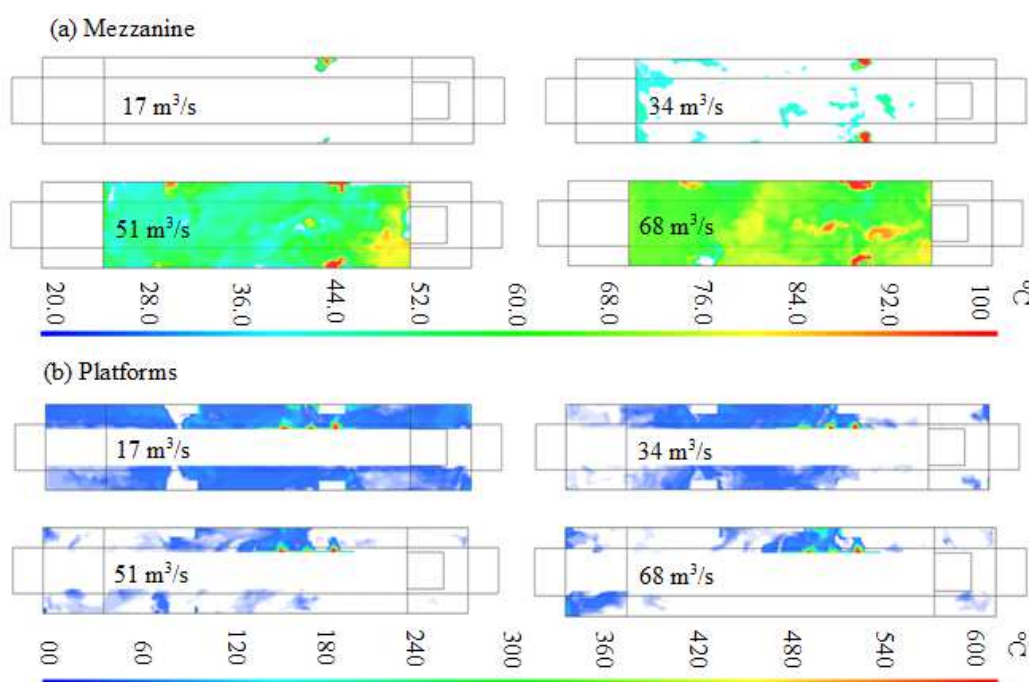 (a) Mezzanine
17 m³/s
34 m³/s
51 m³/s
68 m³/s
20.0 28.0 36.0 44.0 52.0 60.0 68.0 76.0 84.0 92.0 100 °C
(b) Platforms
17 m³/s
34 m³/s
51 m³/s
68 m³/s
00 60 120 180 240 300 360 420 480 540 600 °C